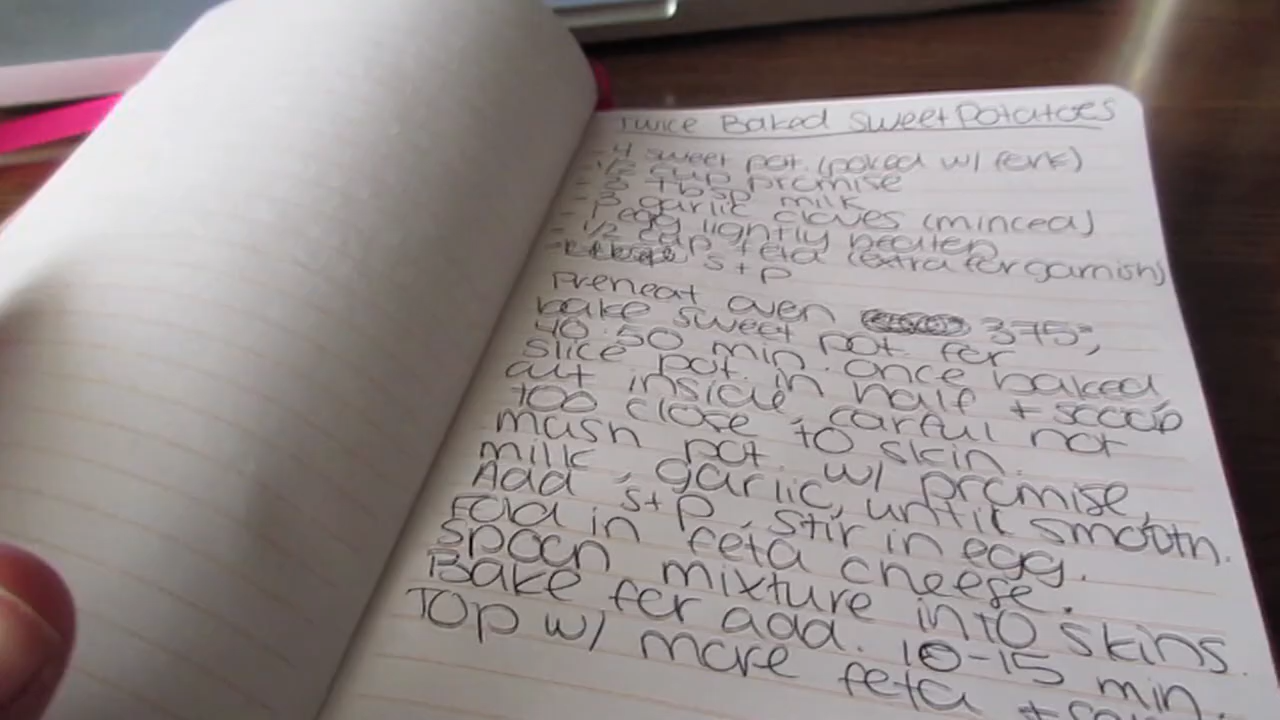 Twice Baked Sweet Potatoes
- 4 sweet pot. (poked w/ fork)
- 1/2 cup promise
- 3 tbsp milk
- 3 garlic cloves (minced)
- 1 egg lightly beaten
- 1/2 cup feta (extra for garnish)
- s + p
Preheat oven 375°,
bake sweet pot. for
40-50 min. once baked
slice pot. in half + scoop
out inside, carful not
too close to skin.
mash pot. w/ promise,
milk, garlic, until smooth.
Add s+p, stir in egg.
Fold in feta cheese.
Spoon mixture into skins
Bake for add. 10-15 min.
Top w/ more feta +